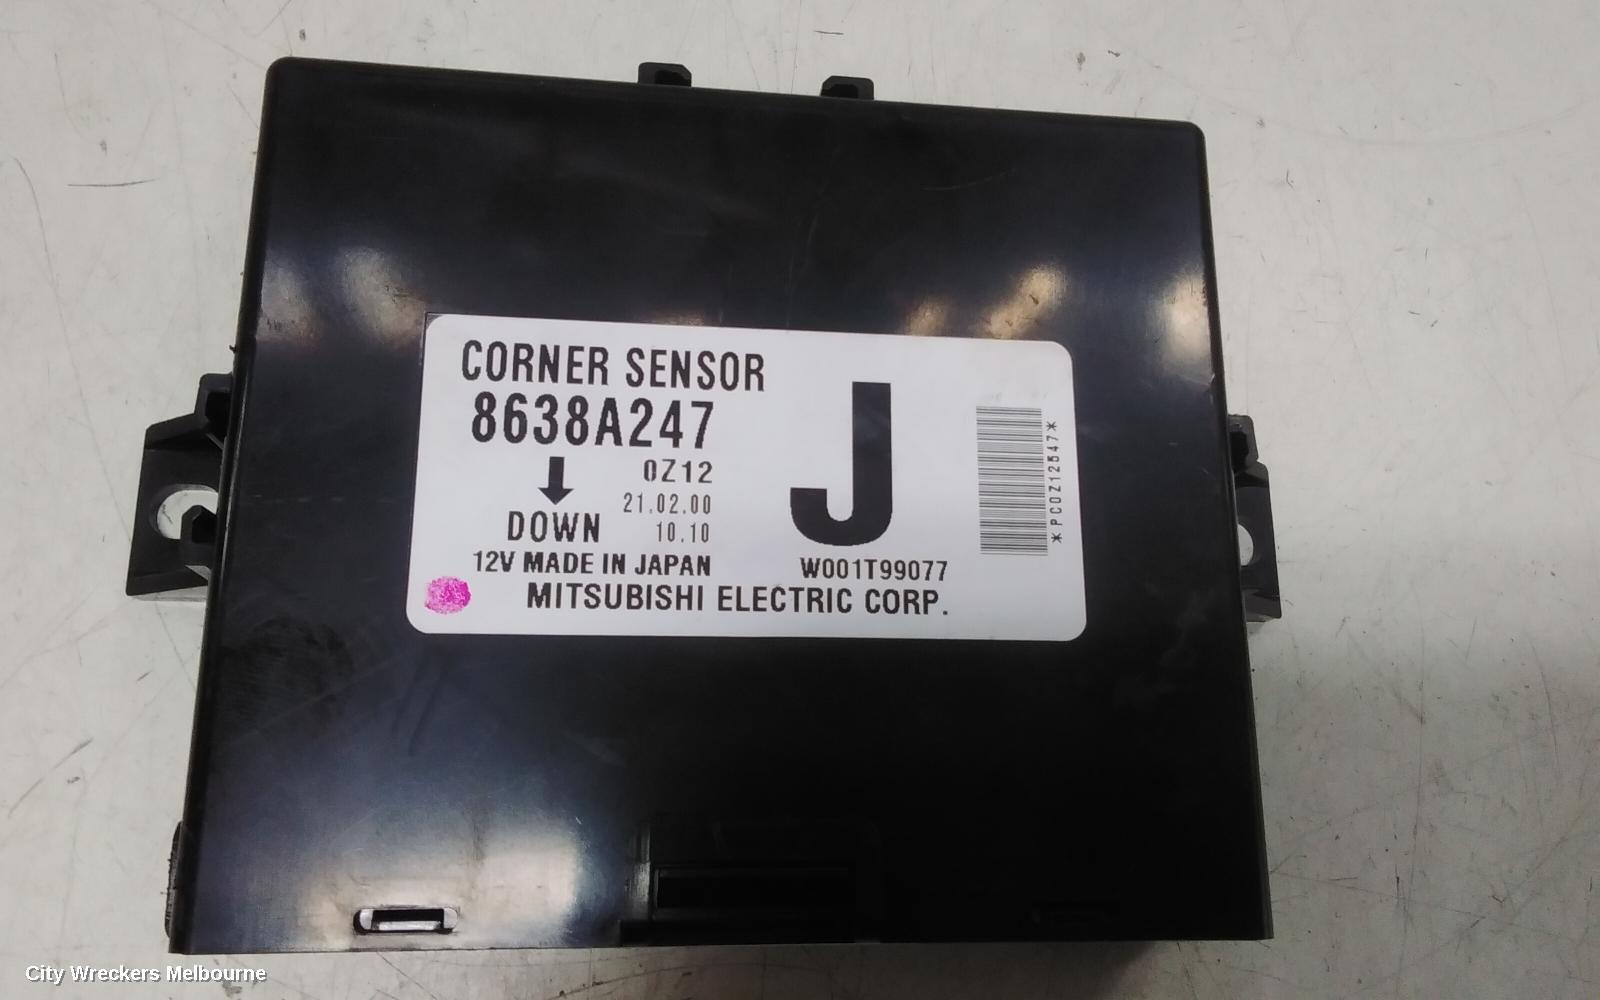 CORNER SENSOR
8638A247
J
0Z12
21.02.00
DOWN 10.10
12V MADE IN JAPAN
W001T99077
MITSUBISHI ELECTRIC CORP.
*PC0Z12547*
City Wreckers Melbourne